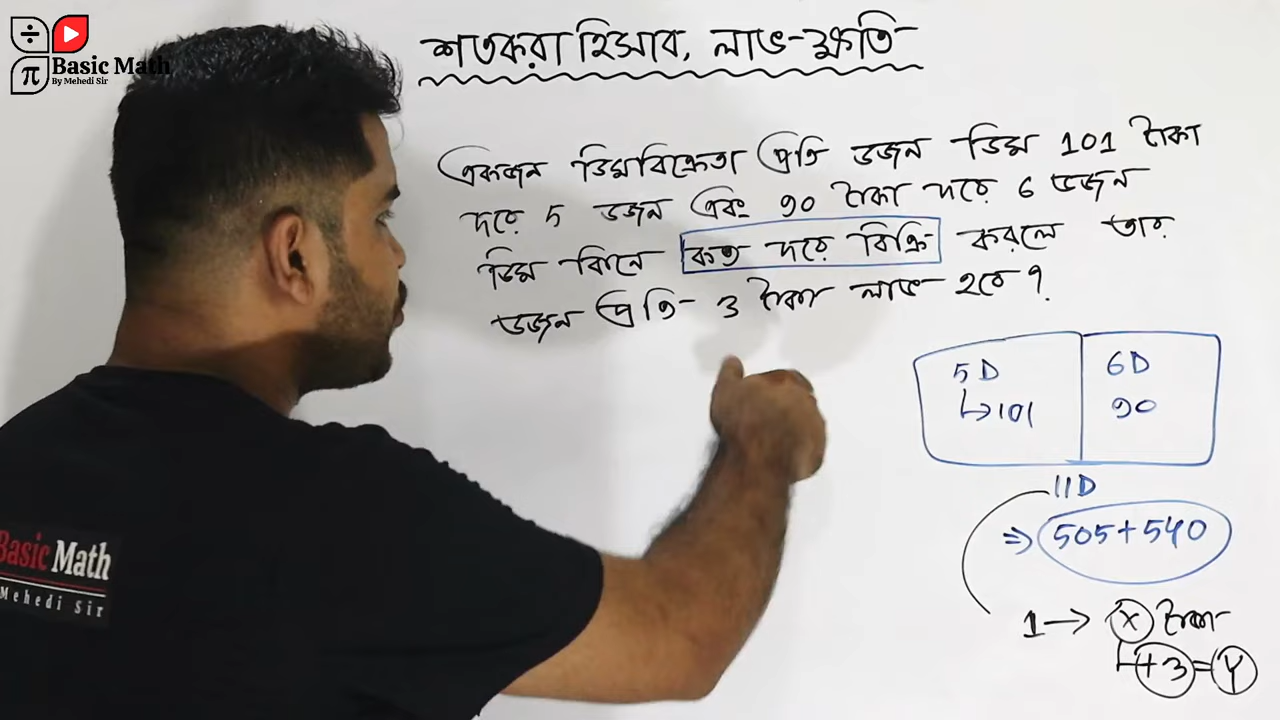 ÷
π
Basic Math
By Mehedi Sir
শতকরা হিসাব, লাভ-ক্ষতি
একজন ডিমবিক্রেতা প্রতি ডজন ডিম 101 টাকা
দরে 5 ডজন এবং 90 টাকা দরে 6 ডজন
ডিম কিনে কত দরে বিক্রি করলে তার
ডজন প্রতি 3 টাকা লাভ হবে?
5D 6D
↳101 90
11D
⇒ 505+540
1→ X টাকা
+3=Y
Basic Math
Mehedi Sir